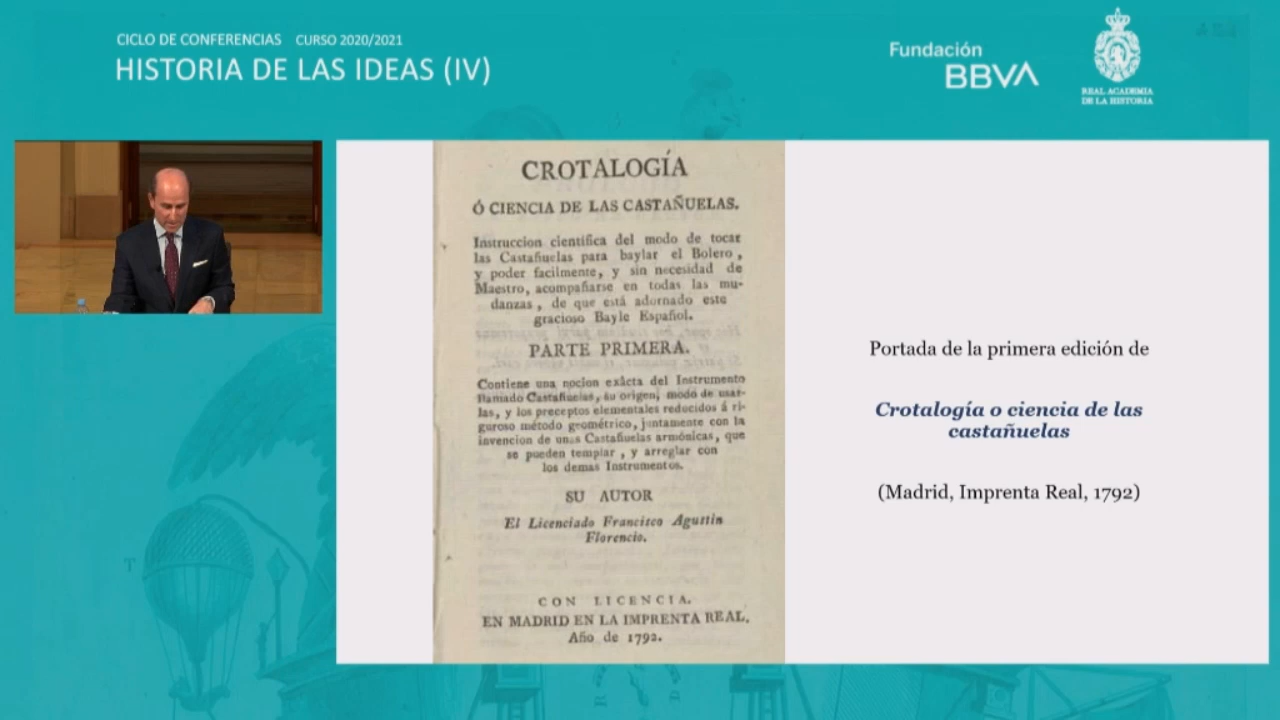 CICLO DE CONFERENCIAS CURSO 2020/2021
HISTORIA DE LAS IDEAS (IV)
Fundación
BBVA
REAL ACADEMIA
DE LA HISTORIA
CROTALOGÍA
Ó CIENCIA DE LAS CASTAÑUELAS.
Instruccion científica del modo de tocar
las Castañuelas para baylar el Bolero,
y poder facilmente, y sin necesidad de
Maestro, acompañarse en todas las mu-
danzas, de que está adornado este
gracioso Bayle Español.
PARTE PRIMERA.
Contiene una nocion exâcta del Instrumento
llamado Castañuelas, su origen, modo de usar-
las, y los preceptos elementales reducidos á ri-
guroso método geométrico, juntamente con la
invencion de unas Castañuelas armónicas, que
se pueden templar, y arreglar con
los demas Instrumentos.
SU AUTOR
El Licenciado Francisco Agustin
Florencio.
CON LICENCIA.
EN MADRID EN LA IMPRENTA REAL.
Año de 1792.
Portada de la primera edición de
Crotalogía o ciencia de las
castañuelas
(Madrid, Imprenta Real, 1792)